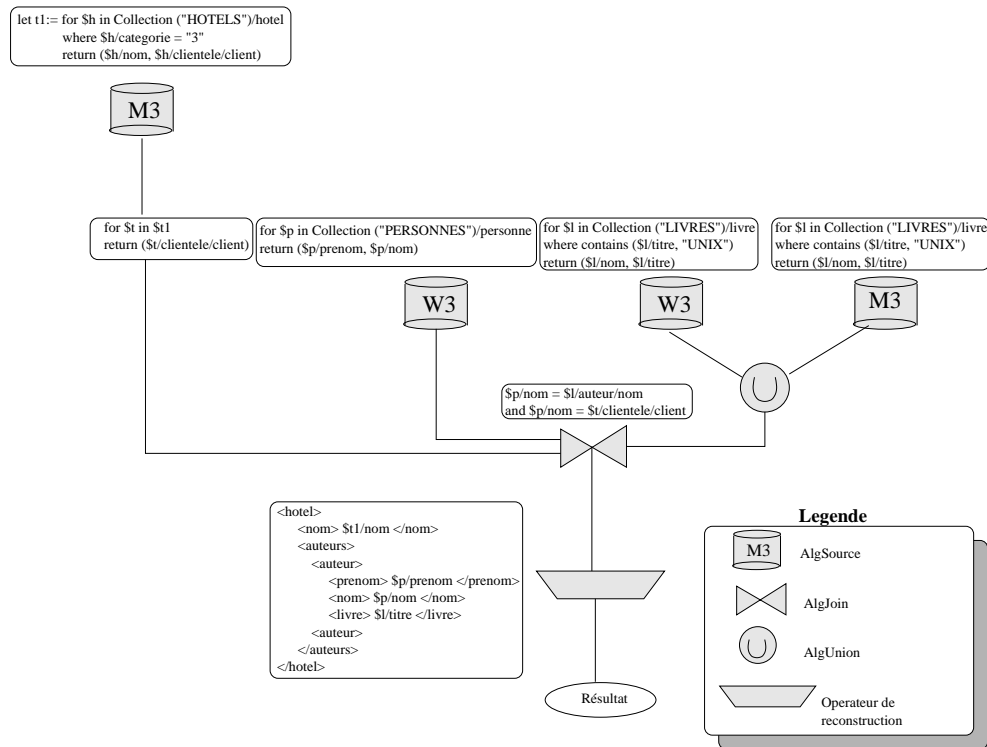 let t1:= for $h in Collection ("HOTELS")/hotel
where $h/categorie = "3"
return ($h/nom, $h/clientele/client)
M3
for $t in $t1
return ($t/clientele/client)
for $p in Collection ("PERSONNES")/personne
return ($p/prenom, $p/nom)
for $l in Collection ("LIVRES")/livre
where contains ($l/titre, "UNIX")
return ($l/nom, $l/titre)
for $l in Collection ("LIVRES")/livre
where contains ($l/titre, "UNIX")
return ($l/nom, $l/titre)
W3
W3
M3
$p/nom = $l/auteur/nom
and $p/nom = $t/clientele/client
<hotel>
<nom> $t1/nom </nom>
<auteurs>
<auteur>
<prenom> $p/prenom </prenom>
<nom> $p/nom </nom>
<livre> $l/titre </livre>
<auteur>
</auteurs>
</hotel>
Résultat
Legende
M3
AlgSource
AlgJoin
AlgUnion
Operateur de
reconstruction